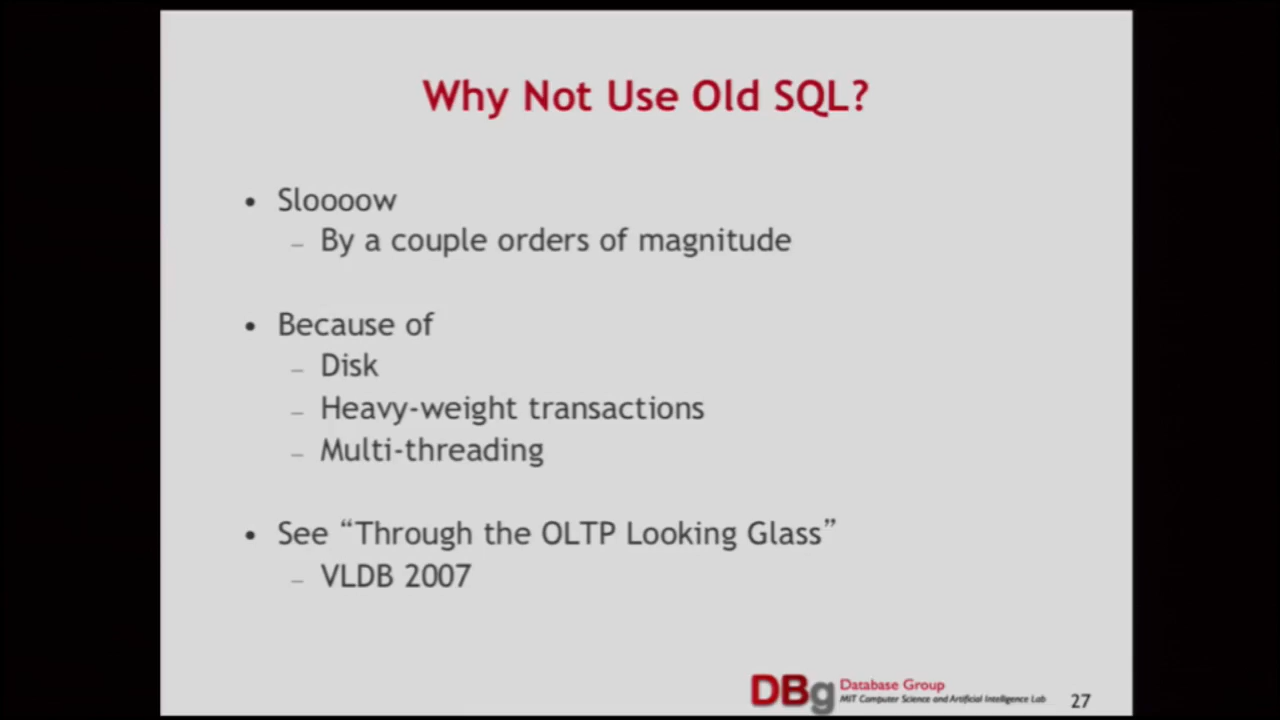 Why Not Use Old SQL?
• Sloooow
– By a couple orders of magnitude
• Because of
– Disk
– Heavy-weight transactions
– Multi-threading
• See “Through the OLTP Looking Glass”
– VLDB 2007
DBg Database Group
MIT Computer Science and Artificial Intelligence Lab
27